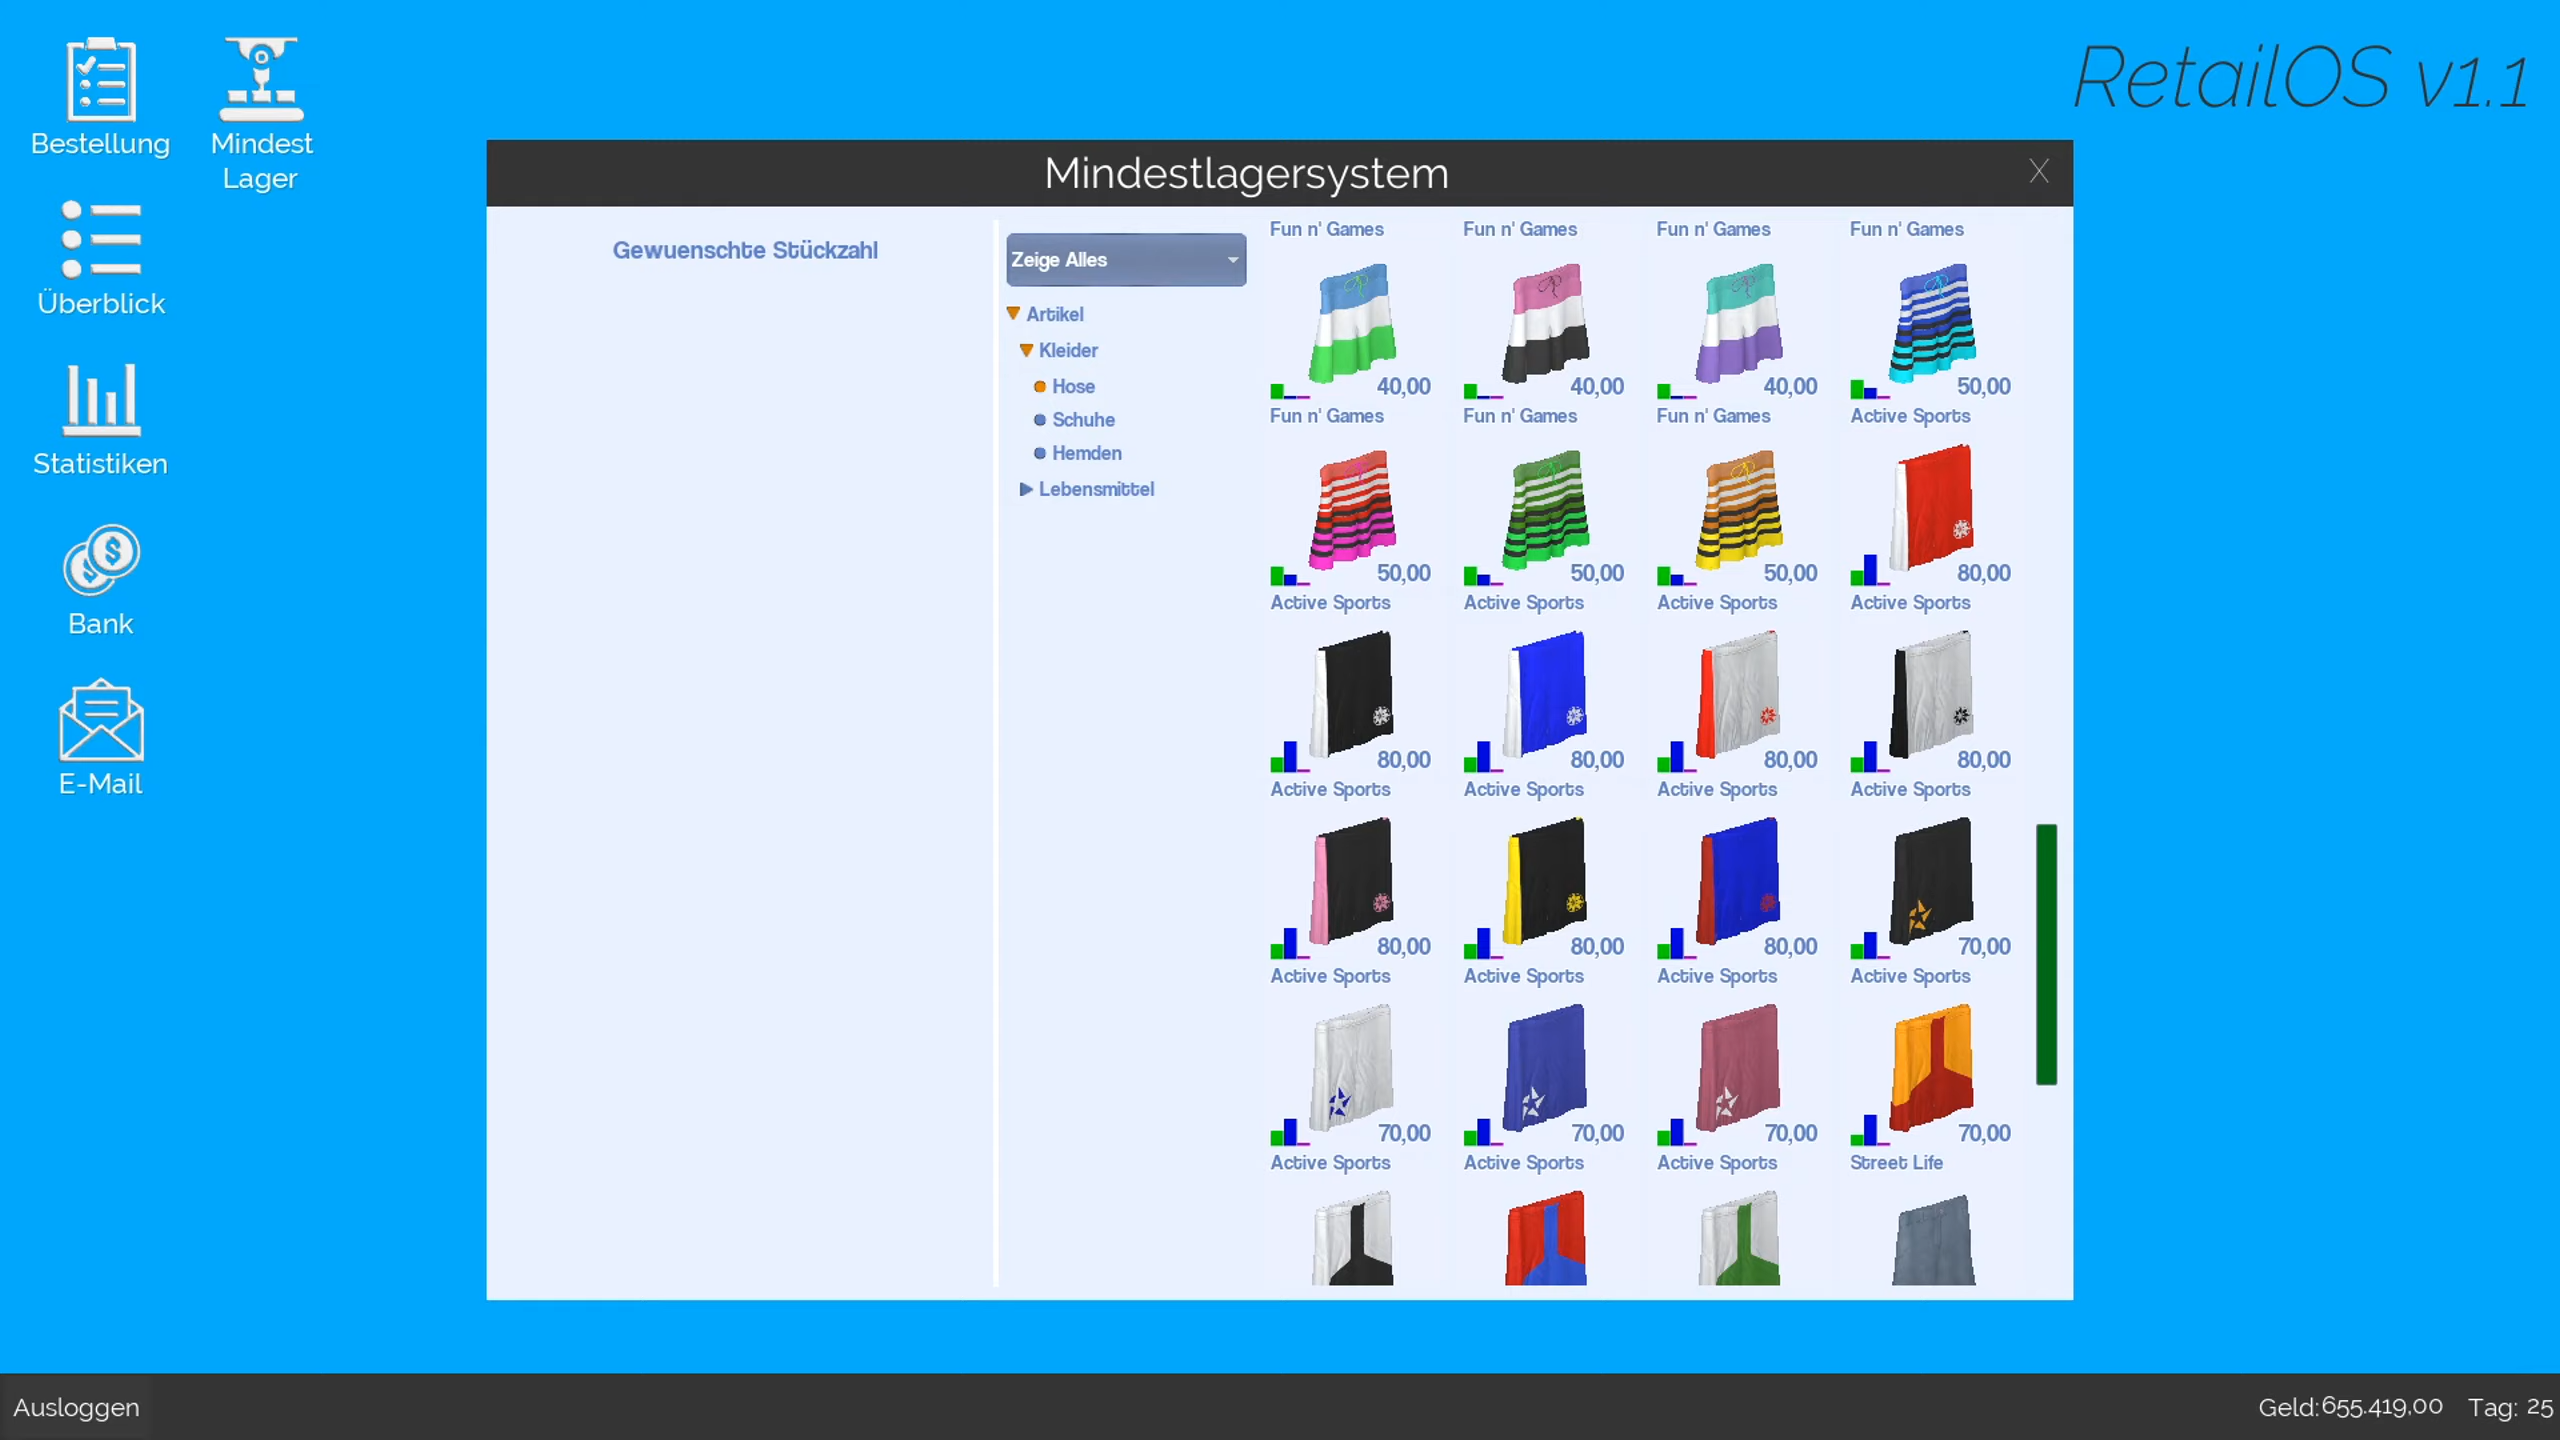 RetailOS v1.1
Bestellung
Mindest
Lager
Überblick
Statistiken
Bank
E-Mail
Mindestlagersystem
X
Gewuenschte Stückzahl
Zeige Alles
Artikel
Kleider
Hose
Schuhe
Hemden
Lebensmittel
Fun n' Games Fun n' Games Fun n' Games Fun n' Games
40,00 40,00 40,00 50,00
Fun n' Games Fun n' Games Fun n' Games Active Sports
50,00 50,00 50,00 80,00
Active Sports Active Sports Active Sports Active Sports
80,00 80,00 80,00 80,00
Active Sports Active Sports Active Sports Active Sports
80,00 80,00 80,00 70,00
Active Sports Active Sports Active Sports Active Sports
70,00 70,00 70,00 70,00
Active Sports Active Sports Active Sports Street Life
Ausloggen
Geld:655.419,00 Tag: 25